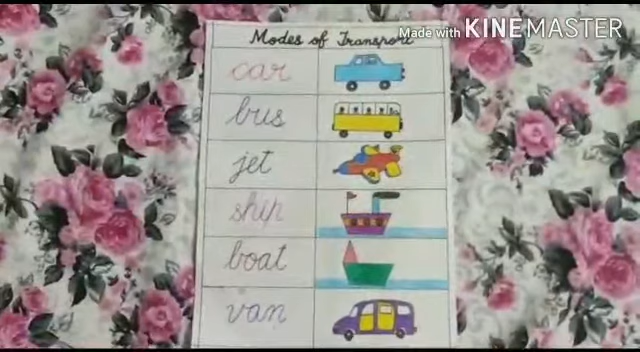 Made with KINEMASTER
Modes of Transport
car
bus
jet
ship
boat
van